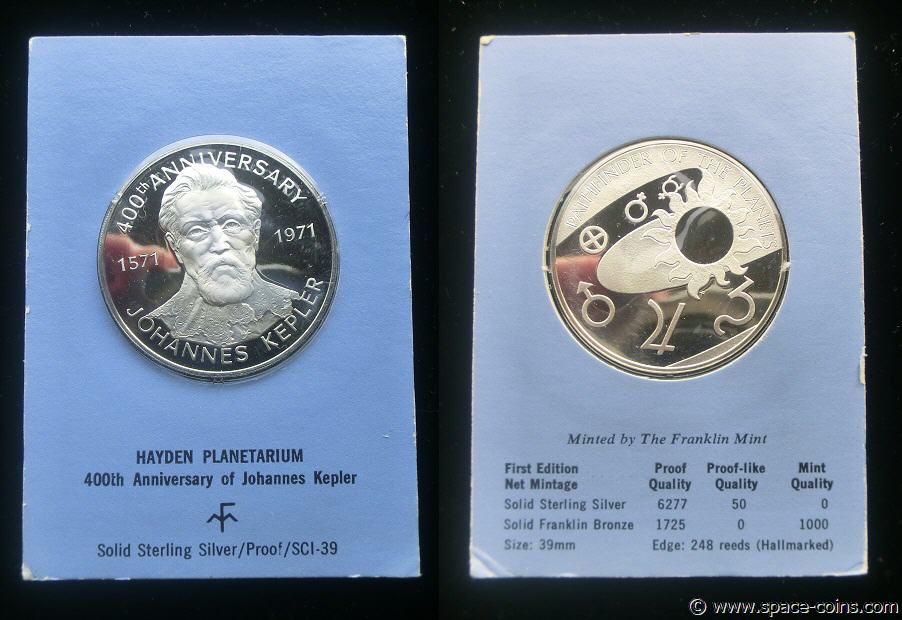 400th ANNIVERSARY
1571
1971
JOHANNES KEPLER
HAYDEN PLANETARIUM
400th Anniversary of Johannes Kepler
Solid Sterling Silver/Proof/SCI-39
PATHFINDER OF THE PLANETS
Minted by The Franklin Mint
First Edition Proof Proof-like Mint
Net Mintage Quality Quality Quality
Solid Sterling Silver 6277 50 0
Solid Franklin Bronze 1725 0 1000
Size: 39mm Edge: 248 reeds (Hallmarked)
© www.space-coins.com